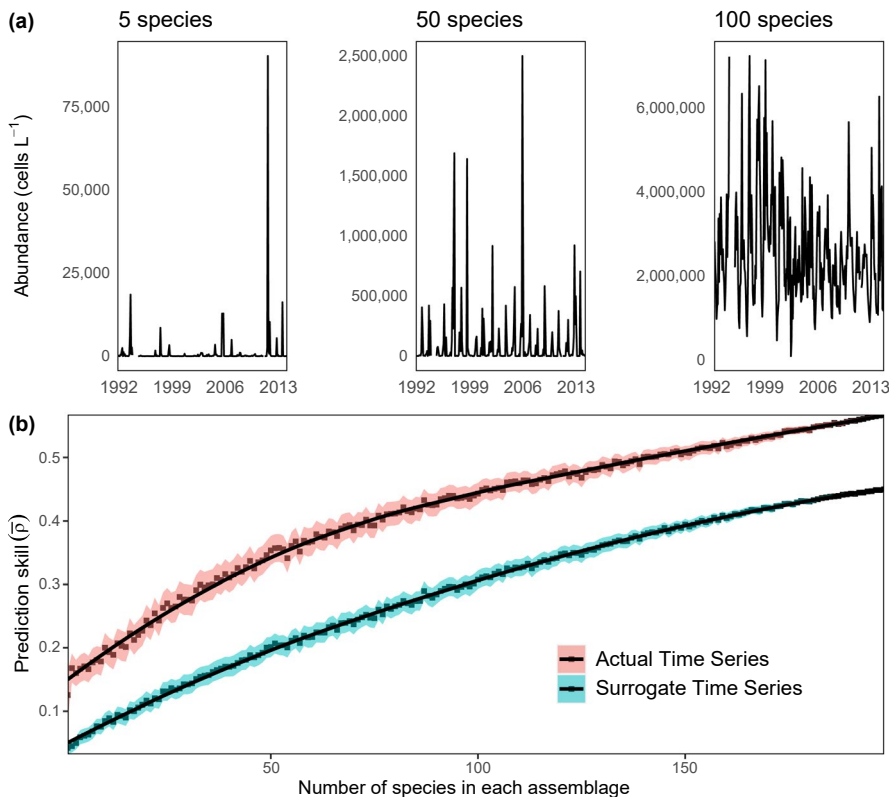 (a)
5 species
50 species
100 species
Abundance (cells L⁻¹)
75,000
50,000
25,000
0
1992 1999 2006 2013
2,500,000
2,000,000
1,500,000
1,000,000
500,000
0
1992 1999 2006 2013
6,000,000
4,000,000
2,000,000
0
1992 1999 2006 2013
(b)
Prediction skill (ρ̅)
0.5
0.4
0.3
0.2
0.1
Actual Time Series
Surrogate Time Series
50 100 150
Number of species in each assemblage